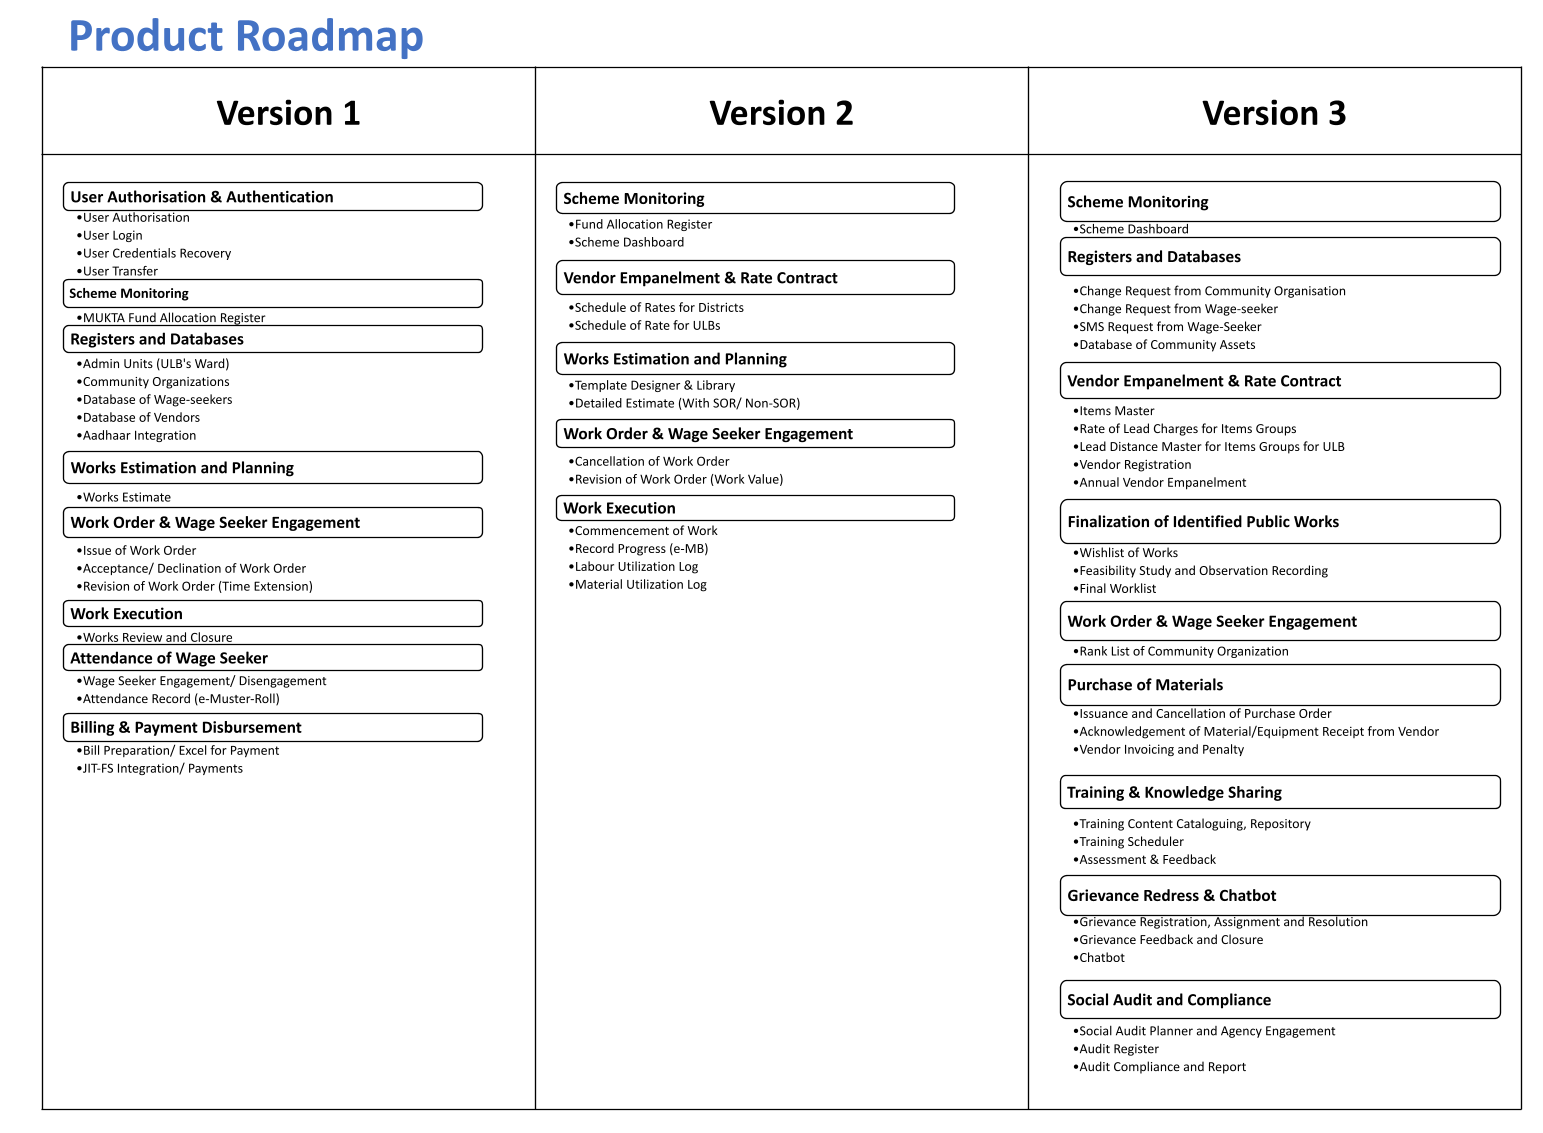 Product Roadmap
Version 1
Version 2
Version 3
User Authorisation & Authentication
•User Authorisation
•User Login
•User Credentials Recovery
•User Transfer
Scheme Monitoring
•MUKTA Fund Allocation Register
Registers and Databases
•Admin Units (ULB's Ward)
•Community Organizations
•Database of Wage-seekers
•Database of Vendors
•Aadhaar Integration
Works Estimation and Planning
•Works Estimate
Work Order & Wage Seeker Engagement
•Issue of Work Order
•Acceptance/ Declination of Work Order
•Revision of Work Order (Time Extension)
Work Execution
•Works Review and Closure
Attendance of Wage Seeker
•Wage Seeker Engagement/ Disengagement
•Attendance Record (e-Muster-Roll)
Billing & Payment Disbursement
•Bill Preparation/ Excel for Payment
•JIT-FS Integration/ Payments
Scheme Monitoring
•Fund Allocation Register
•Scheme Dashboard
Vendor Empanelment & Rate Contract
•Schedule of Rates for Districts
•Schedule of Rate for ULBs
Works Estimation and Planning
•Template Designer & Library
•Detailed Estimate (With SOR/ Non-SOR)
Work Order & Wage Seeker Engagement
•Cancellation of Work Order
•Revision of Work Order (Work Value)
Work Execution
•Commencement of Work
•Record Progress (e-MB)
•Labour Utilization Log
•Material Utilization Log
Scheme Monitoring
•Scheme Dashboard
Registers and Databases
•Change Request from Community Organisation
•Change Request from Wage-seeker
•SMS Request from Wage-Seeker
•Database of Community Assets
Vendor Empanelment & Rate Contract
•Items Master
•Rate of Lead Charges for Items Groups
•Lead Distance Master for Items Groups for ULB
•Vendor Registration
•Annual Vendor Empanelment
Finalization of Identified Public Works
•Wishlist of Works
•Feasibility Study and Observation Recording
•Final Worklist
Work Order & Wage Seeker Engagement
•Rank List of Community Organization
Purchase of Materials
•Issuance and Cancellation of Purchase Order
•Acknowledgement of Material/Equipment Receipt from Vendor
•Vendor Invoicing and Penalty
Training & Knowledge Sharing
•Training Content Cataloguing, Repository
•Training Scheduler
•Assessment & Feedback
Grievance Redress & Chatbot
•Grievance Registration, Assignment and Resolution
•Grievance Feedback and Closure
•Chatbot
Social Audit and Compliance
•Social Audit Planner and Agency Engagement
•Audit Register
•Audit Compliance and Report